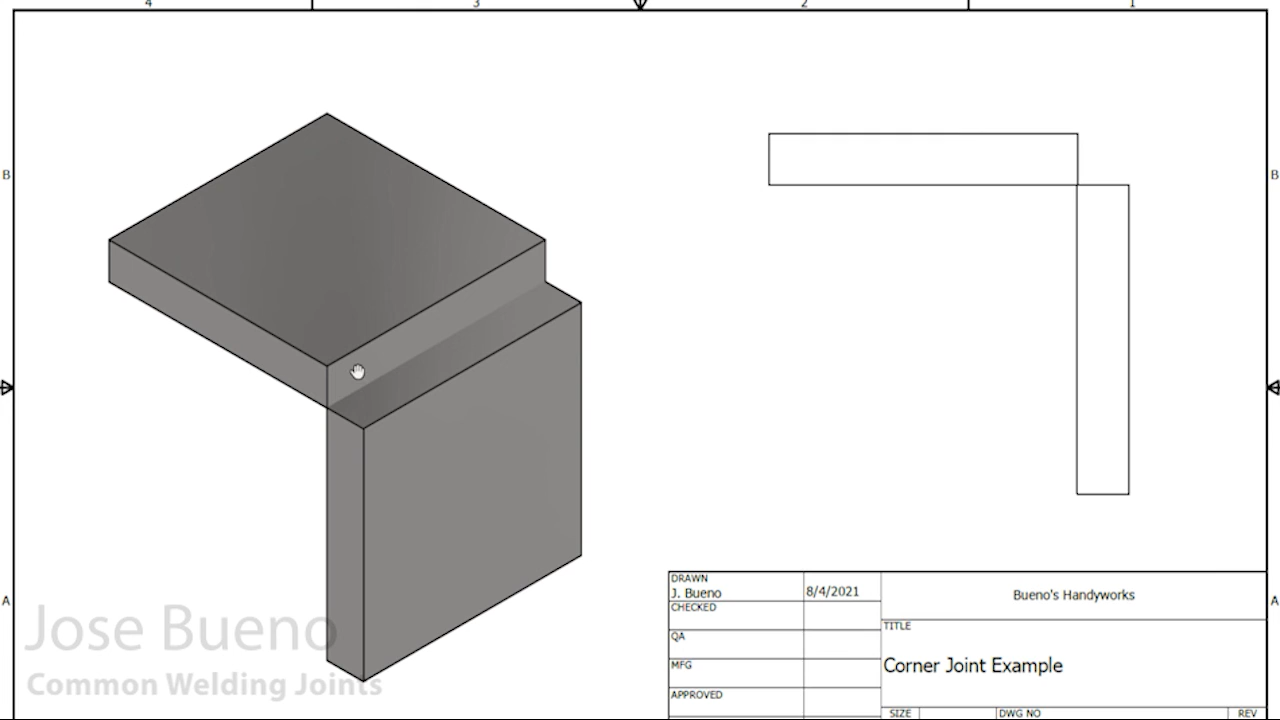 4 3 2 1
B B
A A
DRAWN
J. Bueno 8/4/2021
CHECKED
QA
MFG
APPROVED
Bueno's Handyworks
TITLE
Corner Joint Example
SIZE DWG NO REV
Jose Bueno
Common Welding Joints